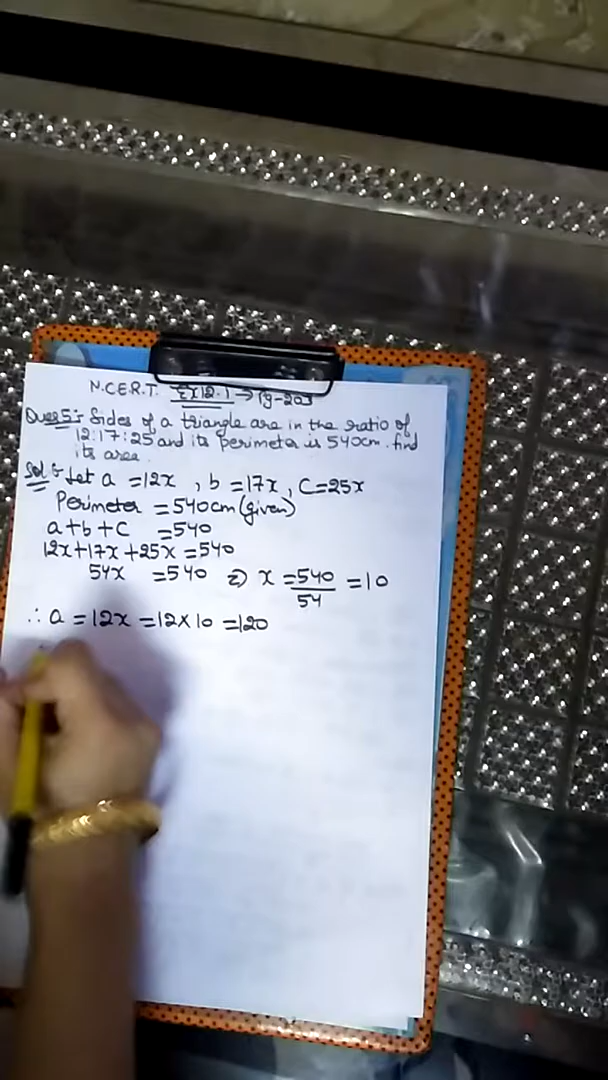 N.C.E.R.T. Ex 12.1 → Pg-203
Ques 5:- Sides of a triangle are in the ratio of
12:17:25 and its perimeter is 540cm. find
its area.
Sol :- Let a = 12x , b = 17x , C = 25x
Perimeter = 540cm (given)
a + b + C = 540
12x + 17x + 25x = 540
54x = 540 ⇒ x = 540/54 = 10
∴ a = 12x = 12 × 10 = 120